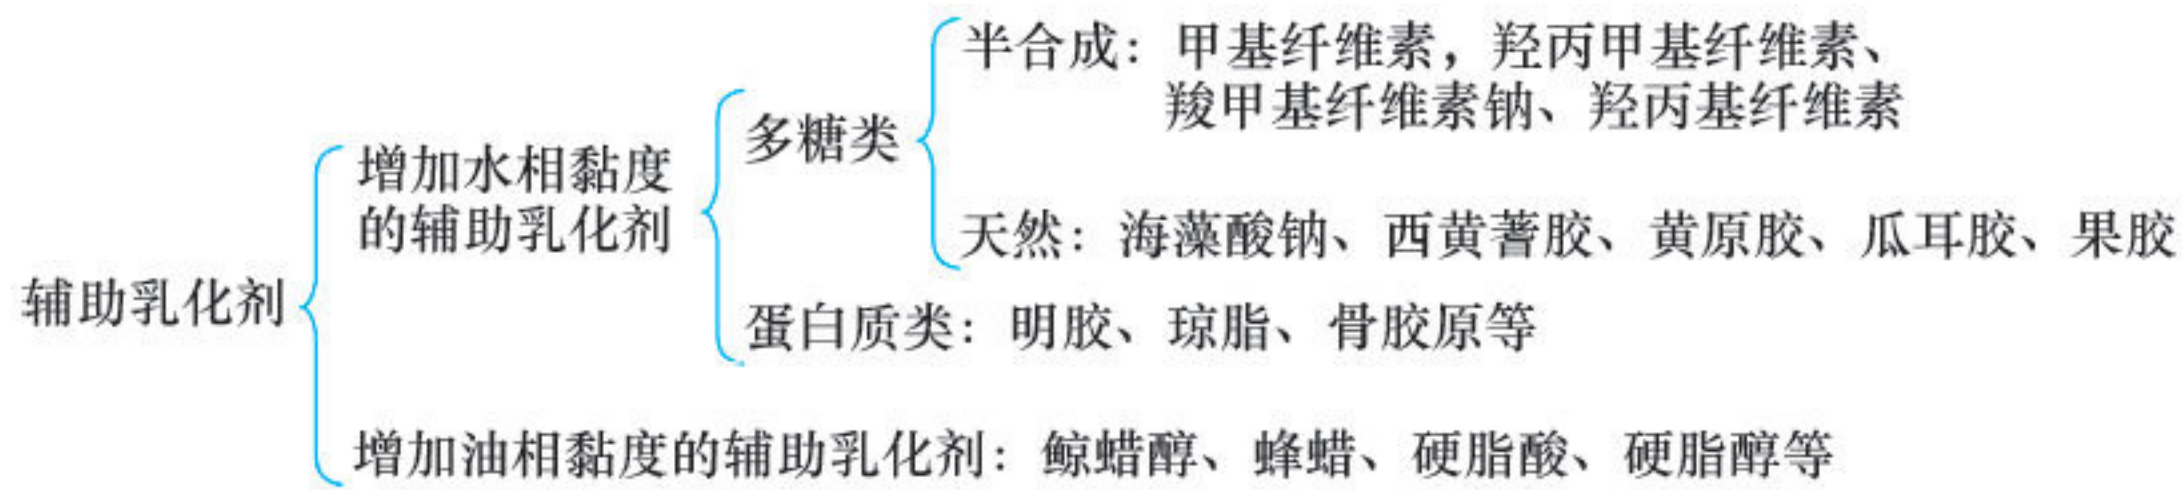 半合成：甲基纤维素，羟丙甲基纤维素、
羧甲基纤维素钠、羟丙基纤维素
多糖类
增加水相黏度
的辅助乳化剂
天然：海藻酸钠、西黄蓍胶、黄原胶、瓜耳胶、果胶
辅助乳化剂
蛋白质类：明胶、琼脂、骨胶原等
增加油相黏度的辅助乳化剂：鲸蜡醇、蜂蜡、硬脂酸、硬脂醇等